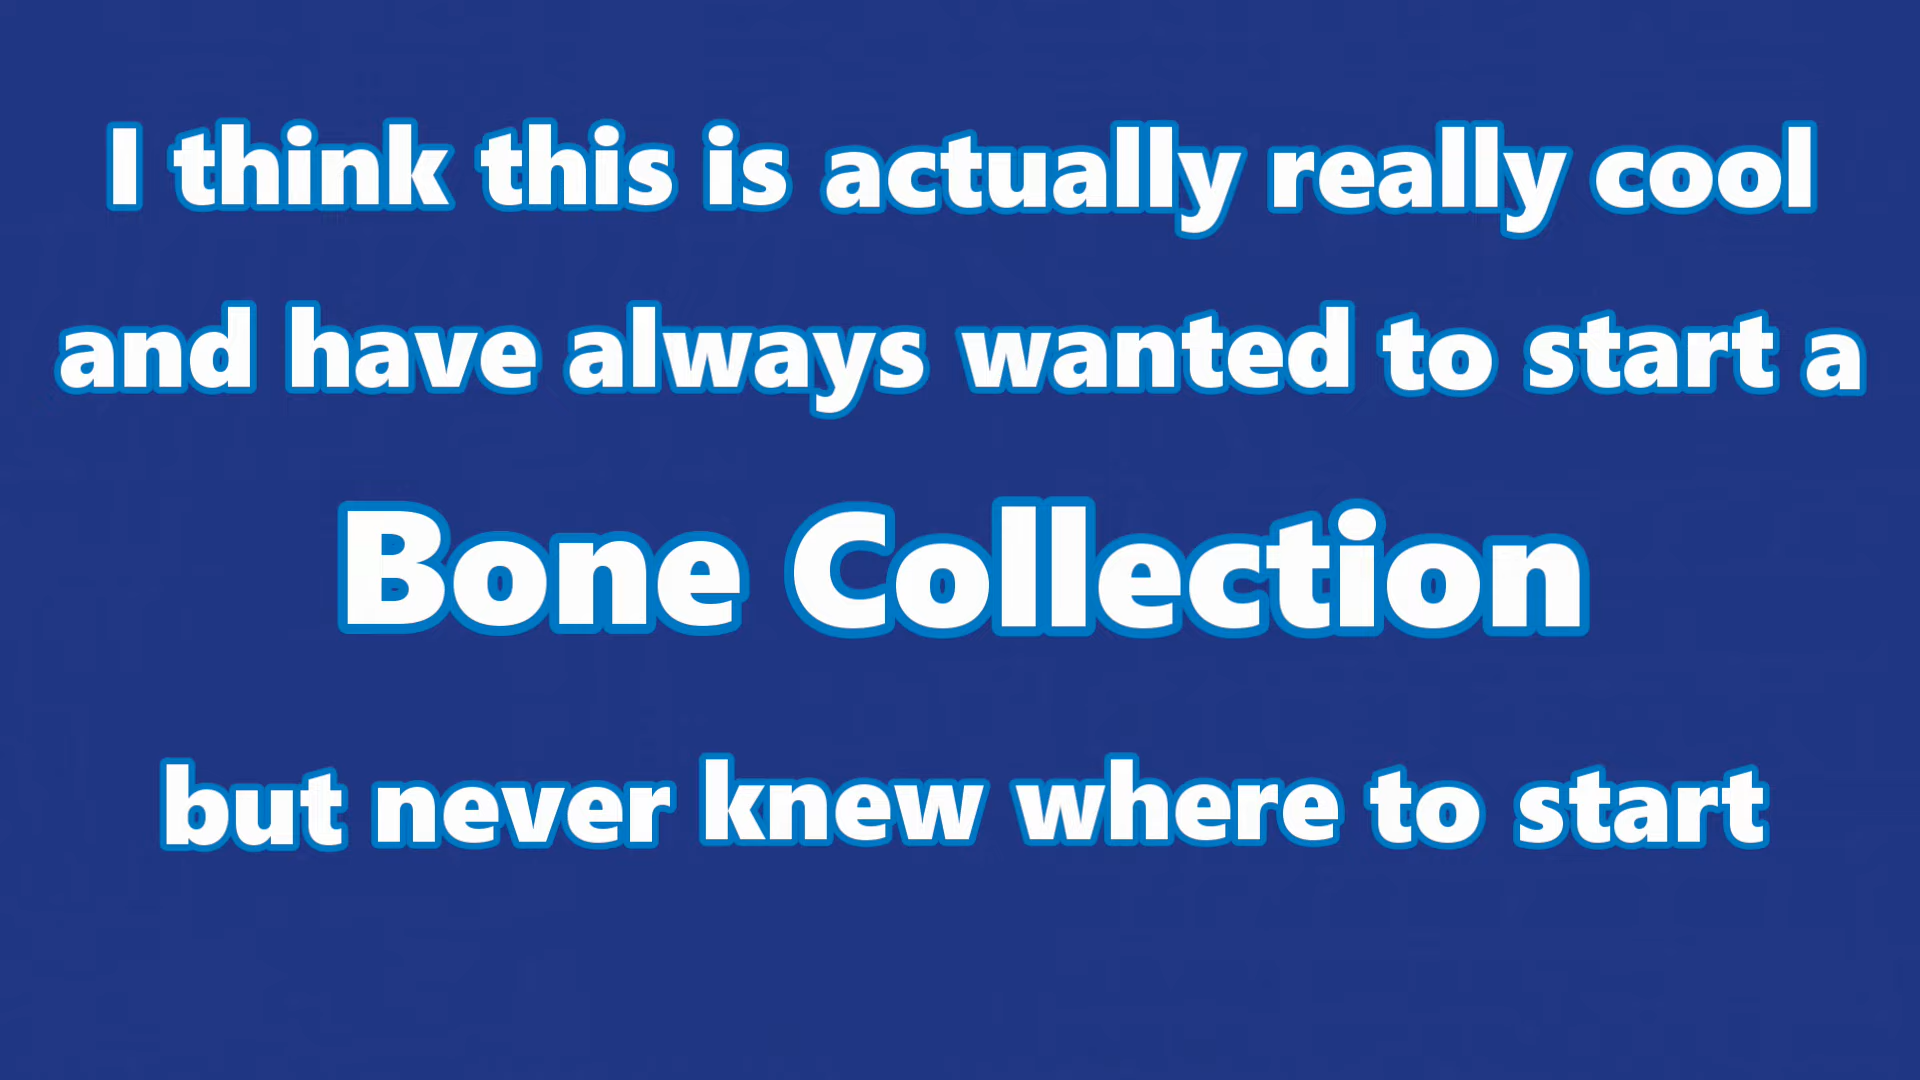 I think this is actually really cool
and have always wanted to start a
Bone Collection
but never knew where to start